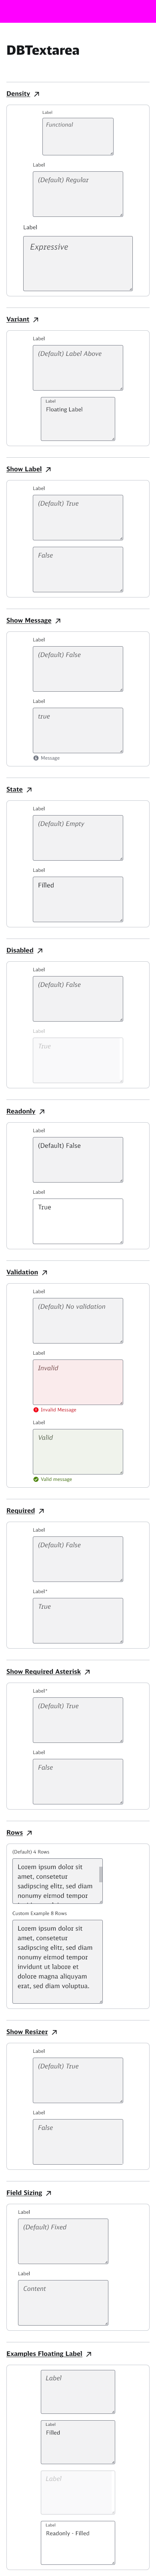 DBTextarea
Density
Label
Functional
Label
(Default) Regular
Label
Expressive
Variant
Label
(Default) Label Above
Label
Floating Label
Show Label
Label
(Default) True
False
Show Message
Label
(Default) False
Label
true
Message
State
Label
(Default) Empty
Label
Filled
Disabled
Label
(Default) False
Label
True
Readonly
Label
(Default) False
Label
True
Validation
Label
(Default) No validation
Label
Invalid
Invalid Message
Label
Valid
Valid message
Required
Label
(Default) False
Label*
True
Show Required Asterisk
Label*
(Default) True
Label
False
Rows
(Default) 4 Rows
Lorem ipsum dolor sit
amet, consetetur
sadipscing elitr, sed diam
nonumy eirmod tempor
Custom Example 8 Rows
Lorem ipsum dolor sit
amet, consetetur
sadipscing elitr, sed diam
nonumy eirmod tempor
invidunt ut labore et
dolore magna aliquyam
erat, sed diam voluptua.
Show Resizer
Label
(Default) True
Label
False
Field Sizing
Label
(Default) Fixed
Label
Content
Examples Floating Label
Label
Label
Filled
Label
Label
Readonly - Filled